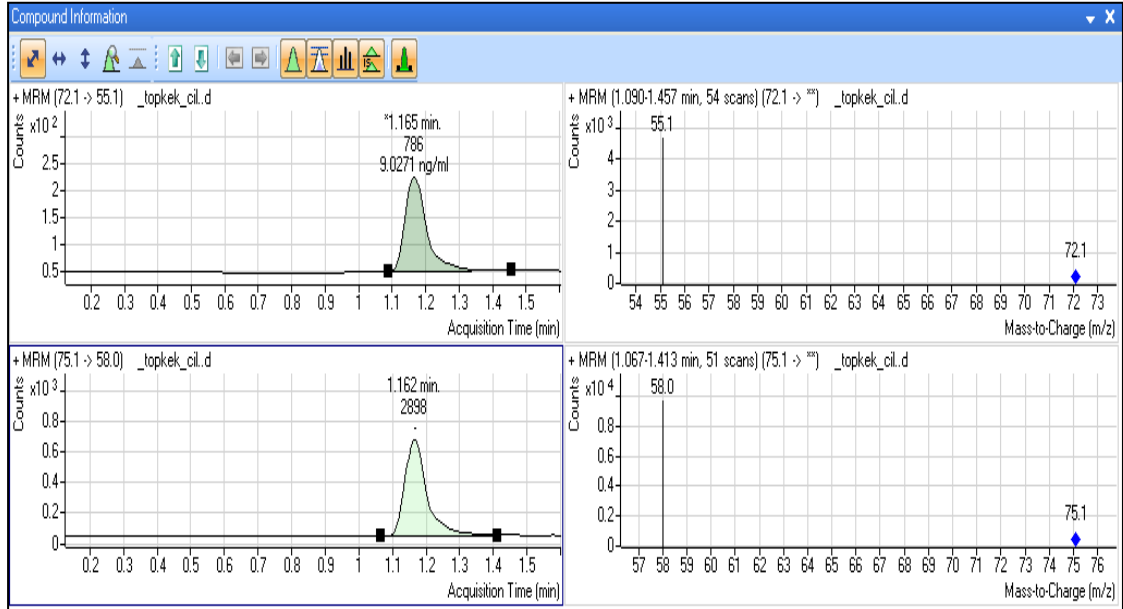 Compound Information
IS
+ MRM (72.1 -> 55.1) _topkek_cil..d
Counts
x10 2
*1.165 min.
786
9.0271 ng/ml
2.5
2
1.5
1
0.5
0.2 0.3 0.4 0.5 0.6 0.7 0.8 0.9 1 1.1 1.2 1.3 1.4 1.5
Acquisition Time (min)
+ MRM (1.090-1.457 min, 54 scans) (72.1 -> **) _topkek_cil..d
Counts
x10 3
55.1
4
3
2
1
0
72.1
54 55 56 57 58 59 60 61 62 63 64 65 66 67 68 69 70 71 72 73
Mass-to-Charge (m/z)
+ MRM (75.1 -> 58.0) _topkek_cil..d
Counts
x10 3
1.162 min.
2898
0.8
0.6
0.4
0.2
0
0.2 0.3 0.4 0.5 0.6 0.7 0.8 0.9 1 1.1 1.2 1.3 1.4 1.5
Acquisition Time (min)
+ MRM (1.067-1.413 min, 51 scans) (75.1 -> **) _topkek_cil..d
Counts
x10 4
58.0
0.8
0.6
0.4
0.2
0
75.1
57 58 59 60 61 62 63 64 65 66 67 68 69 70 71 72 73 74 75 76
Mass-to-Charge (m/z)